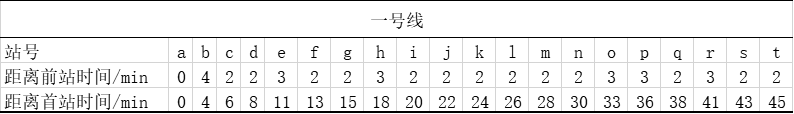 一号线
站号 a b c d e f g h i j k l m n o p q r s t
距离前站时间/min 0 4 2 2 3 2 2 3 2 2 2 2 2 2 3 3 2 3 2 2
距离首站时间/min 0 4 6 8 11 13 15 18 20 22 24 26 28 30 33 36 38 41 43 45